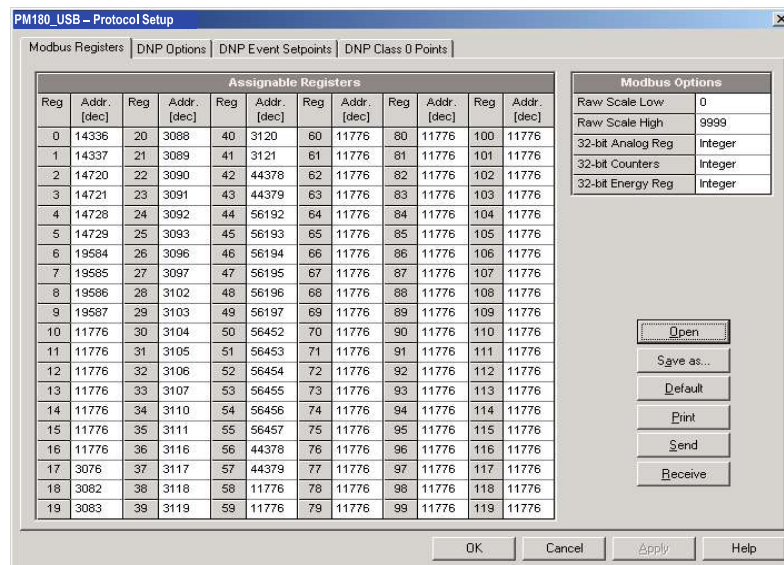 PM180_USB – Protocol Setup
Modbus Registers DNP Options DNP Event Setpoints DNP Class 0 Points
Assignable Registers
Reg Addr. [dec] Reg Addr. [dec] Reg Addr. [dec] Reg Addr. [dec] Reg Addr. [dec] Reg Addr. [dec]
0 14336 20 3088 40 3120 60 11776 80 11776 100 11776
1 14337 21 3089 41 3121 61 11776 81 11776 101 11776
2 14720 22 3090 42 44378 62 11776 82 11776 102 11776
3 14721 23 3091 43 44379 63 11776 83 11776 103 11776
4 14728 24 3092 44 56192 64 11776 84 11776 104 11776
5 14729 25 3093 45 56193 65 11776 85 11776 105 11776
6 19584 26 3096 46 56194 66 11776 86 11776 106 11776
7 19585 27 3097 47 56195 67 11776 87 11776 107 11776
8 19586 28 3102 48 56196 68 11776 88 11776 108 11776
9 19587 29 3103 49 56197 69 11776 89 11776 109 11776
10 11776 30 3104 50 56452 70 11776 90 11776 110 11776
11 11776 31 3105 51 56453 71 11776 91 11776 111 11776
12 11776 32 3106 52 56454 72 11776 92 11776 112 11776
13 11776 33 3107 53 56455 73 11776 93 11776 113 11776
14 11776 34 3110 54 56456 74 11776 94 11776 114 11776
15 11776 35 3111 55 56457 75 11776 95 11776 115 11776
16 11776 36 3116 56 44378 76 11776 96 11776 116 11776
17 3076 37 3117 57 44379 77 11776 97 11776 117 11776
18 3082 38 3118 58 11776 78 11776 98 11776 118 11776
19 3083 39 3119 59 11776 79 11776 99 11776 119 11776
Modbus Options
Raw Scale Low 0
Raw Scale High 9999
32-bit Analog Reg Integer
32-bit Counters Integer
32-bit Energy Reg Integer
Open
Save as...
Default
Print
Send
Receive
OK Cancel Apply Help